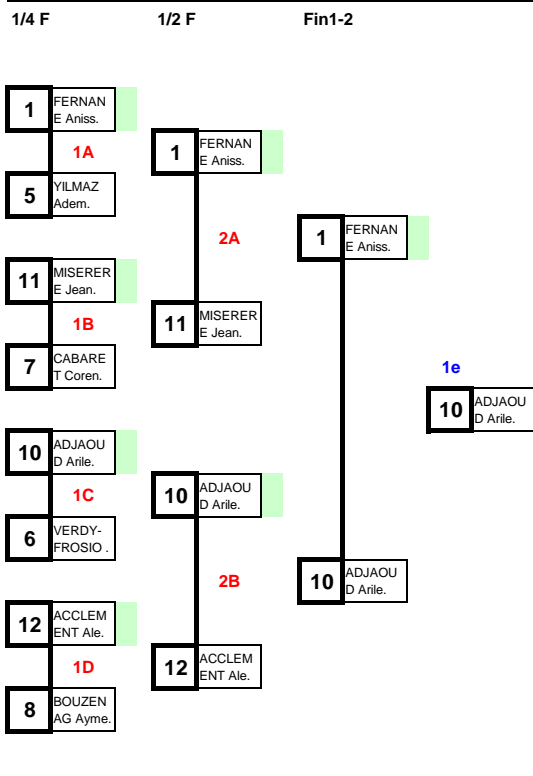 1/4 F 1/2 F Fin1-2
1 FERNAN
E Aniss.
1A
5 YILMAZ
Adem.
11 MISERER
E Jean.
1B
7 CABARE
T Coren.
10 ADJAOU
D Arile.
1C
6 VERDY-
FROSIO .
12 ACCLEM
ENT Ale.
1D
8 BOUZEN
AG Ayme.
1 FERNAN
E Aniss.
2A
11 MISERER
E Jean.
10 ADJAOU
D Arile.
2B
12 ACCLEM
ENT Ale.
1 FERNAN
E Aniss.
10 ADJAOU
D Arile.
1e
10 ADJAOU
D Arile.